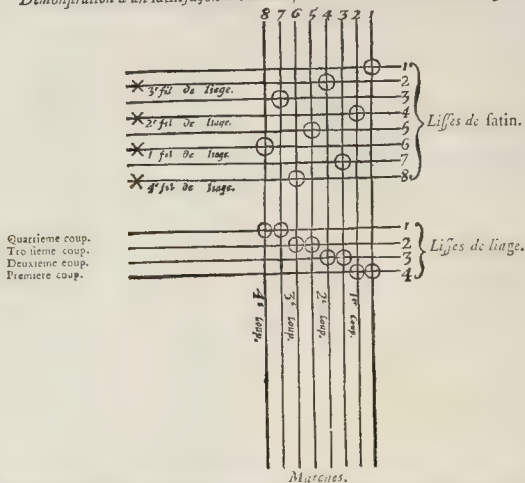 Démonstration d'un satin
8 7 6 5 4 3 2 1
1
2
3ᵉ fil de liage.
3
4
2ᵉ fil de liage.
5
Lisses de satin.
6
1 fil de liage.
7
8
4ᵉ fil de liage.
Quatrieme coup.
1
Troisieme coup.
2
Lisses de liage.
Deuxieme coup.
3
Premiere coup.
4
4ᵉ Coup.
3ᵉ Coup.
2ᵉ Coup.
1ᵉʳ Coup.
Marches.